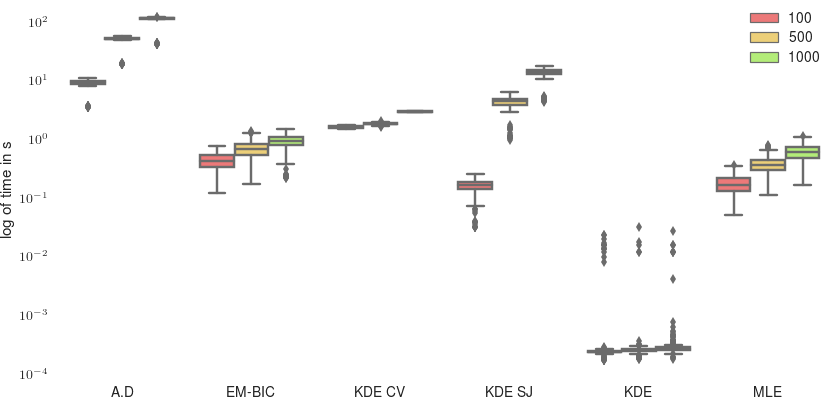 log of time in s
10²
10¹
10⁰
10⁻¹
10⁻²
10⁻³
10⁻⁴
A.D
EM-BIC
KDE CV
KDE SJ
KDE
MLE
100
500
1000